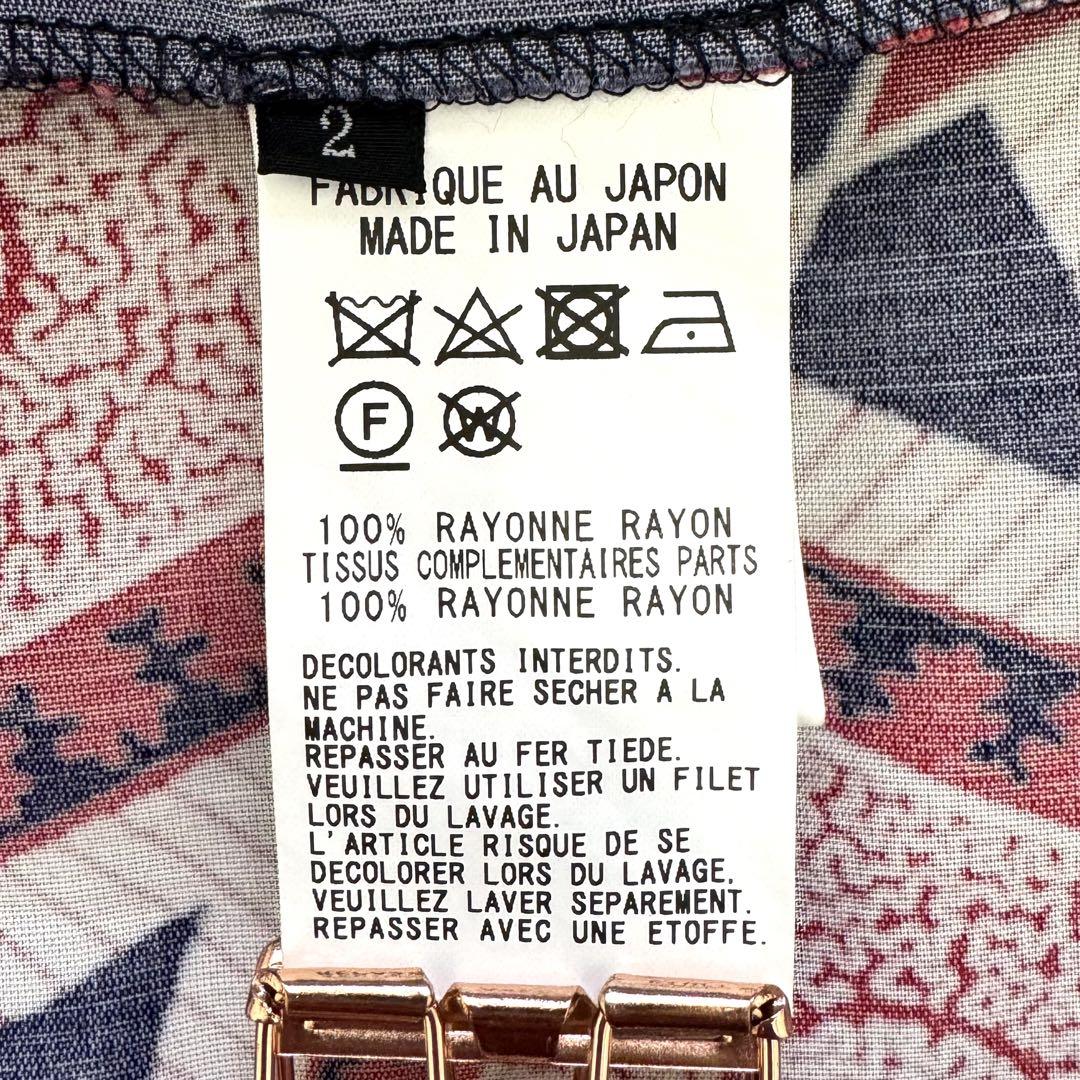 2
FABRIQUE AU JAPON
MADE IN JAPAN
F
W
100% RAYONNE RAYON
TISSUS COMPLEMENTAIRES PARTS
100% RAYONNE RAYON
DECOLORANTS INTERDITS.
NE PAS FAIRE SECHER A LA
MACHINE.
REPASSER AU FER TIEDE.
VEUILLEZ UTILISER UN FILET
LORS DU LAVAGE.
L'ARTICLE RISQUE DE SE
DECOLORER LORS DU LAVAGE.
VEUILLEZ LAVER SEPAREMENT.
REPASSER AVEC UNE ETOFFE.